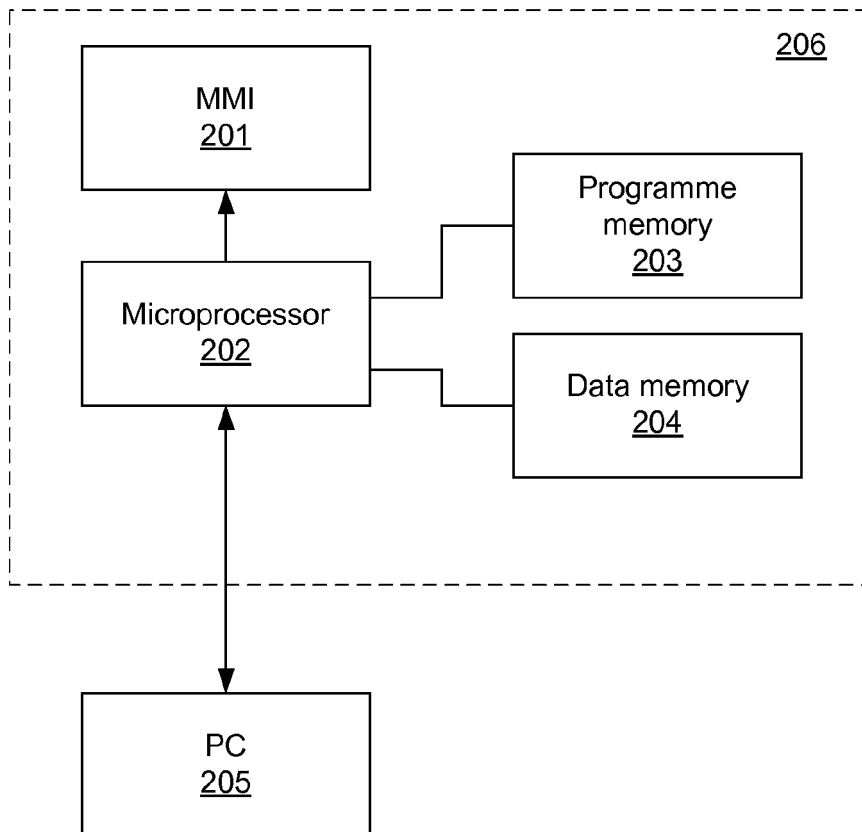 206
MMI
201
Programme
memory
203
Microprocessor
202
Data memory
204
PC
205